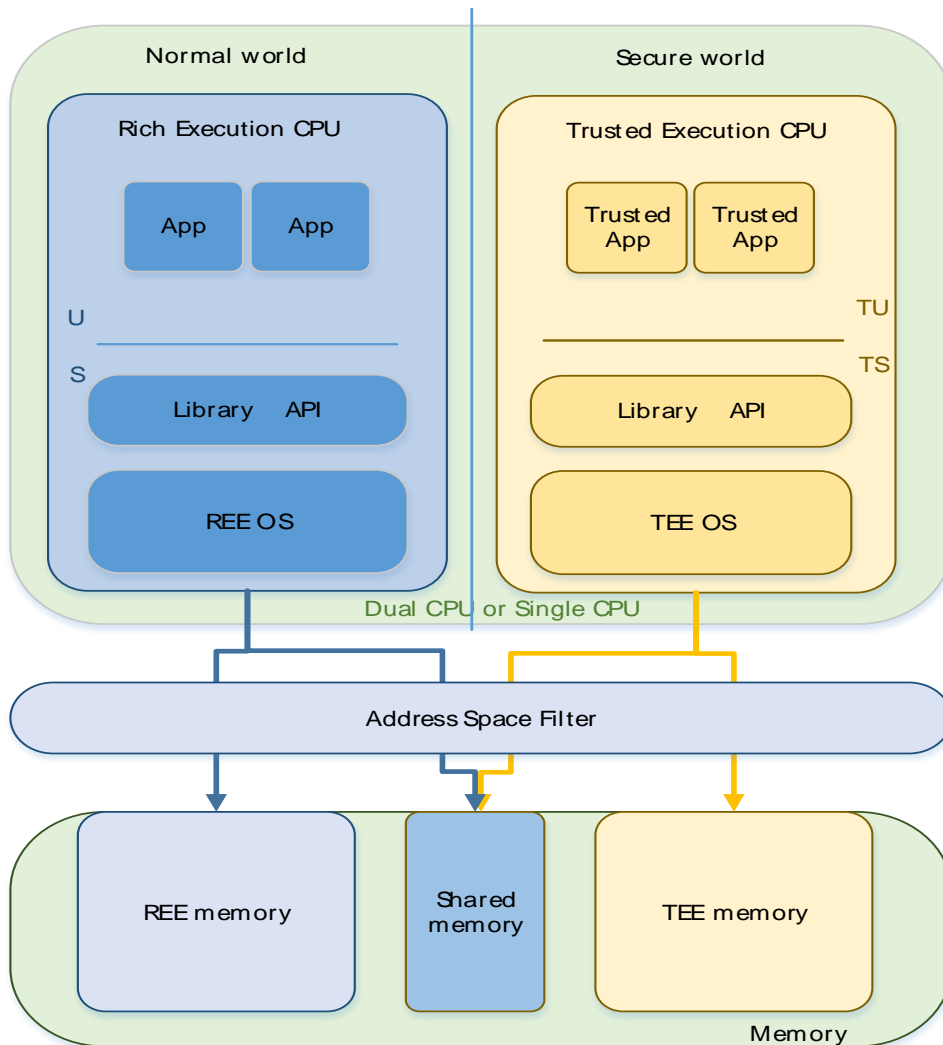 Normal world
Secure world
Rich Execution CPU
Trusted Execution CPU
App
App
Trusted
App
Trusted
App
U
TU
S
TS
Library API
Library API
REE OS
TEE OS
Dual CPU or Single CPU
Address Space Filter
REE memory
Shared
memory
TEE memory
Memory